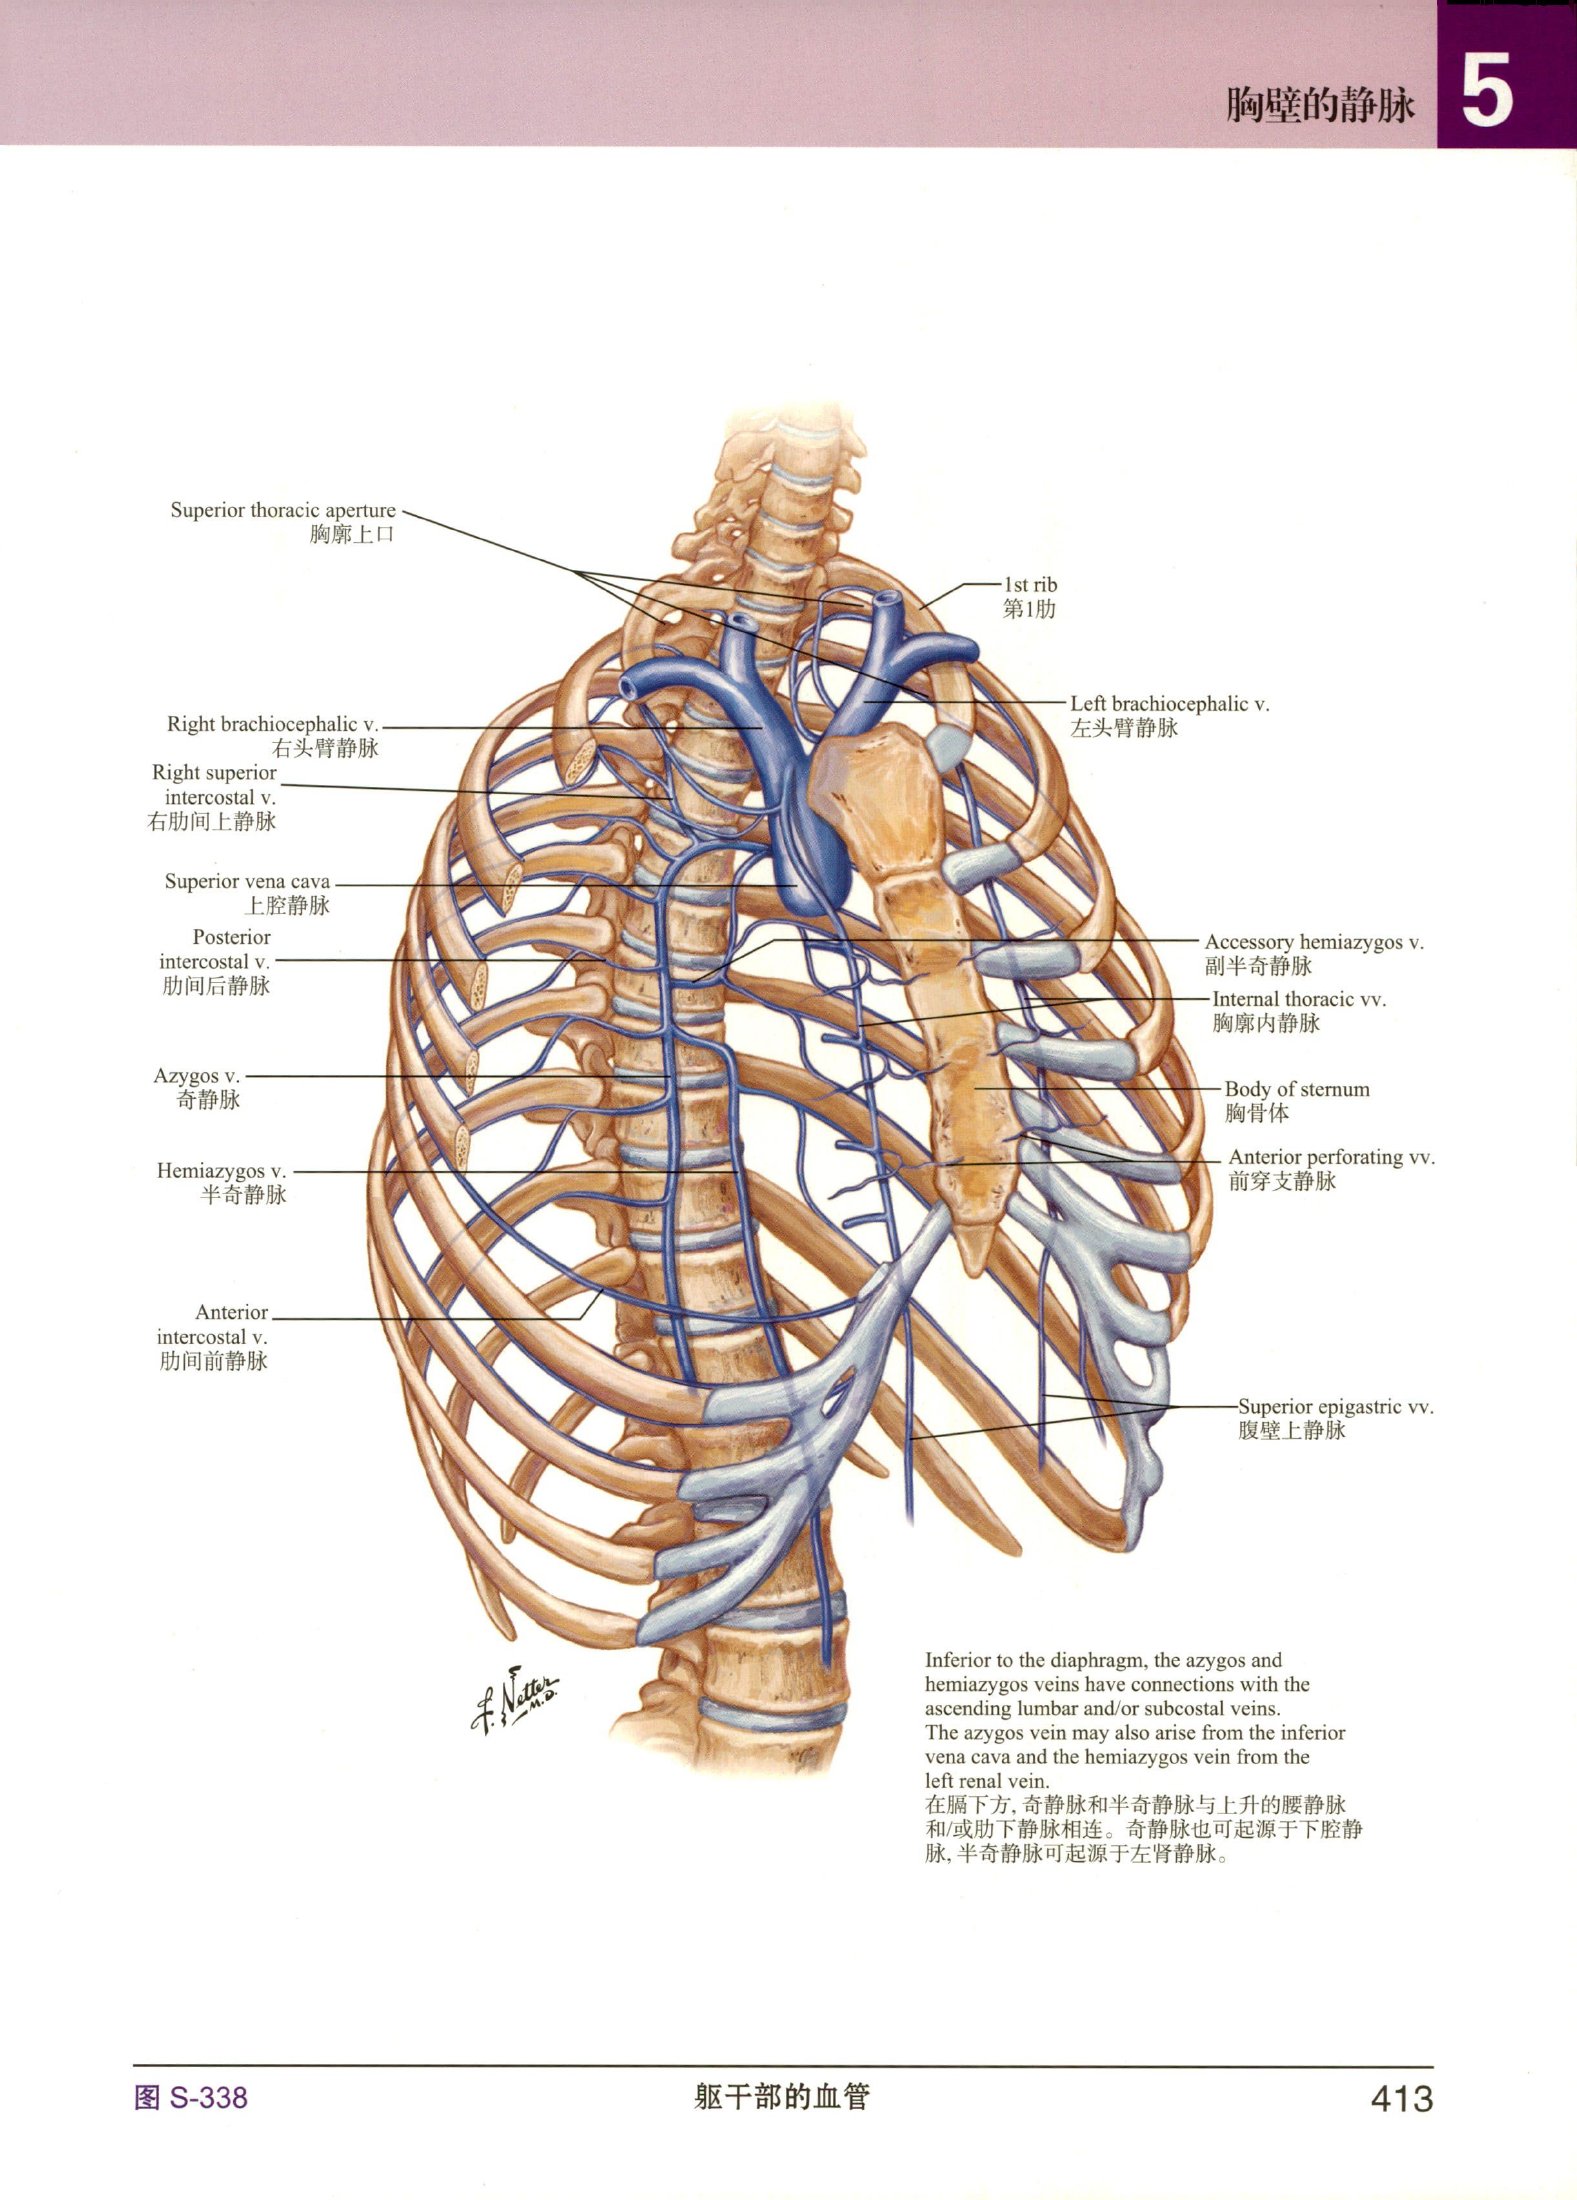 胸壁的静脉
5
Superior thoracic aperture
胸廓上口
1st rib
第1肋
Left brachiocephalic v.
左头臂静脉
Right brachiocephalic v.
右头臂静脉
Right superior
intercostal v.
右肋间上静脉
Superior vena cava
上腔静脉
Posterior
intercostal v.
肋间后静脉
Accessory hemiazygos v.
副半奇静脉
Internal thoracic vv.
胸廓内静脉
Azygos v.
奇静脉
Body of sternum
胸骨体
Anterior perforating vv.
前穿支静脉
Hemiazygos v.
半奇静脉
Anterior
intercostal v.
肋间前静脉
Superior epigastric vv.
腹壁上静脉
F. Netter
M.D.
Inferior to the diaphragm, the azygos and
hemiazygos veins have connections with the
ascending lumbar and/or subcostal veins.
The azygos vein may also arise from the inferior
vena cava and the hemiazygos vein from the
left renal vein.
在膈下方, 奇静脉和半奇静脉与上升的腰静脉
和/或肋下静脉相连。奇静脉也可起源于下腔静
脉, 半奇静脉可起源于左肾静脉。
图 S-338
躯干部的血管
413